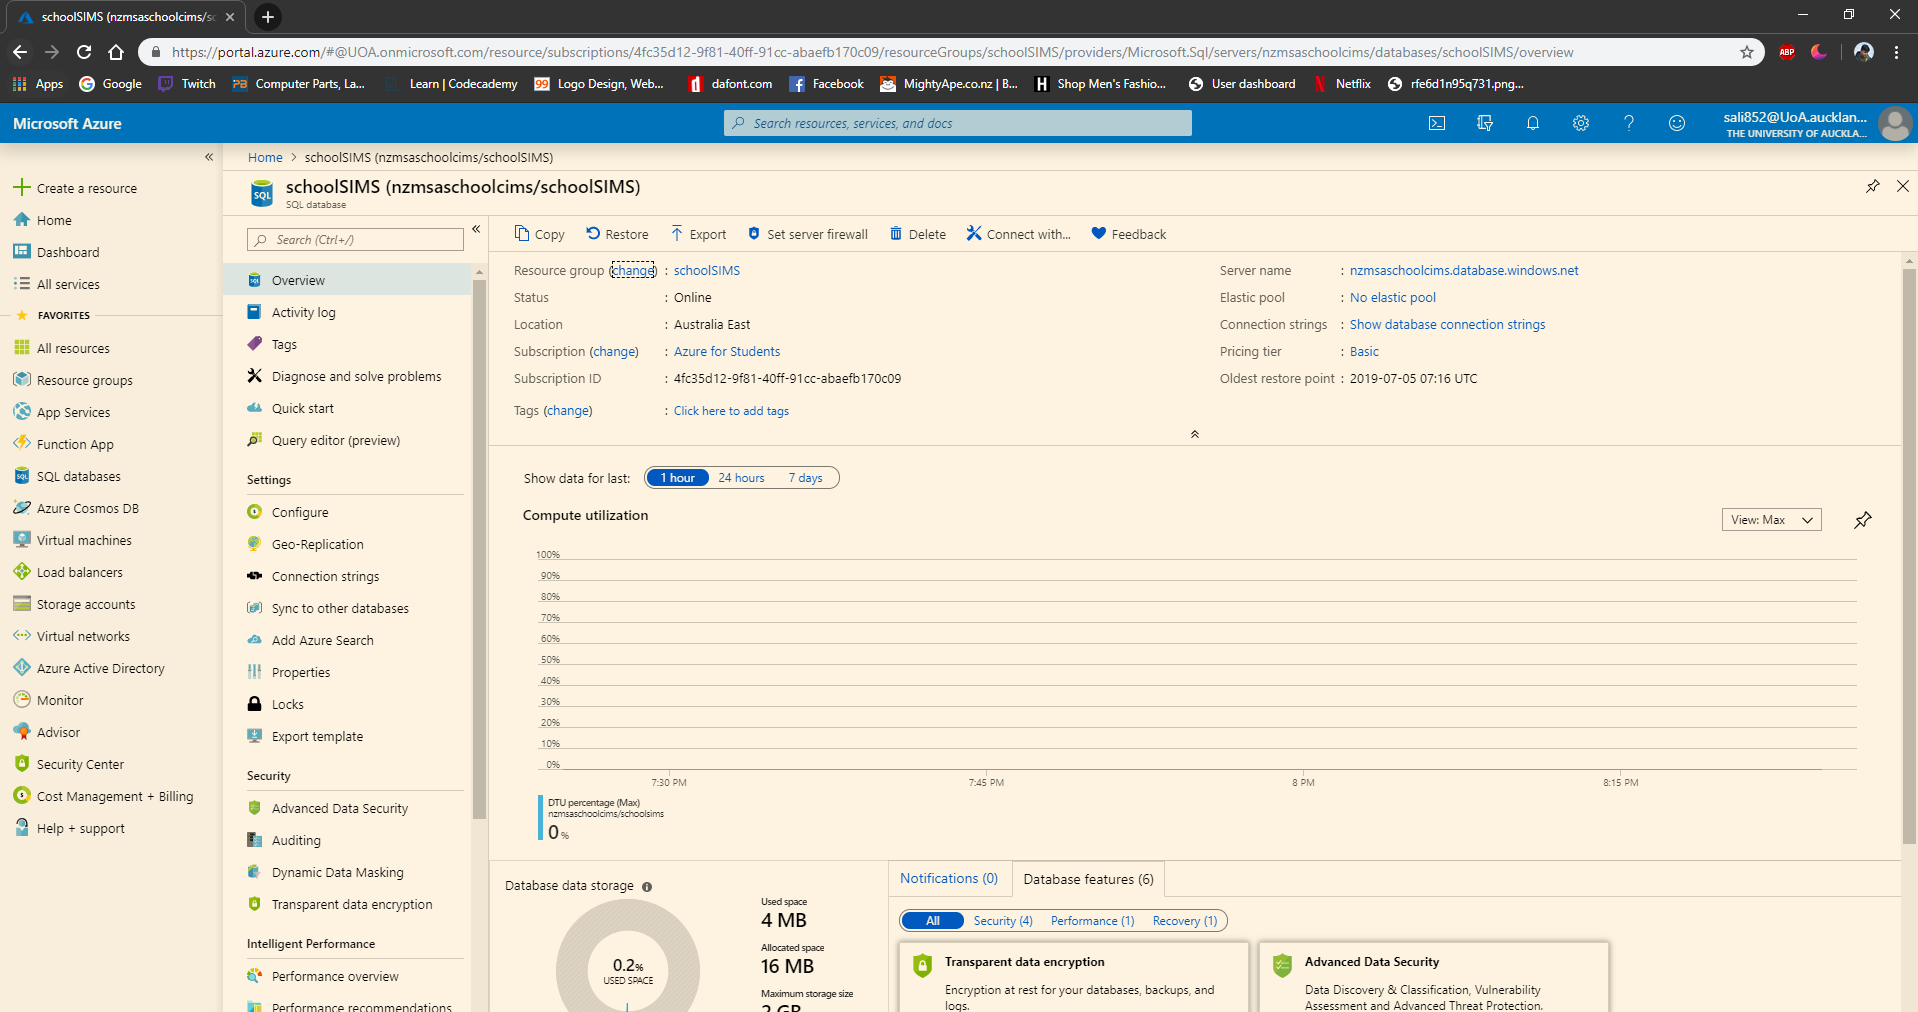 schoolSIMS (nzmsaschoolcims/sc
https://portal.azure.com/#@UOA.onmicrosoft.com/resource/subscriptions/4fc35d12-9f81-40ff-91cc-abaefb170c09/resourceGroups/schoolSIMS/providers/Microsoft.Sql/servers/nzmsaschoolcims/databases/schoolSIMS/overview
ABP
Apps Google Twitch Computer Parts, La... Learn | Codecademy Logo Design, Web... dafont.com Facebook MightyApe.co.nz | B... Shop Men's Fashio... User dashboard Netflix rfe6d1n95q731.png...
Microsoft Azure
Search resources, services, and docs
sali852@UoA.aucklan...
THE UNIVERSITY OF AUCKLA...
Create a resource
Home
Dashboard
All services
FAVORITES
All resources
Resource groups
App Services
Function App
SQL databases
Azure Cosmos DB
Virtual machines
Load balancers
Storage accounts
Virtual networks
Azure Active Directory
Monitor
Advisor
Security Center
Cost Management + Billing
Help + support
Home > schoolSIMS (nzmsaschoolcims/schoolSIMS)
SQL
schoolSIMS (nzmsaschoolcims/schoolSIMS)
SQL database
Search (Ctrl+/)
Overview
Activity log
Tags
Diagnose and solve problems
Quick start
Query editor (preview)
Settings
Configure
Geo-Replication
Connection strings
Sync to other databases
Add Azure Search
Properties
Locks
Export template
Security
Advanced Data Security
Auditing
Dynamic Data Masking
Transparent data encryption
Intelligent Performance
Performance overview
Performance recommendations
Copy Restore Export Set server firewall Delete Connect with... Feedback
Resource group (change) : schoolSIMS
Status : Online
Location : Australia East
Subscription (change) : Azure for Students
Subscription ID : 4fc35d12-9f81-40ff-91cc-abaefb170c09
Tags (change) : Click here to add tags
Server name : nzmsaschoolcims.database.windows.net
Elastic pool : No elastic pool
Connection strings : Show database connection strings
Pricing tier : Basic
Oldest restore point : 2019-07-05 07:16 UTC
Show data for last: 1 hour 24 hours 7 days
Compute utilization
View: Max
100%
90%
80%
70%
60%
50%
40%
30%
20%
10%
0%
7:30 PM 7:45 PM 8 PM 8:15 PM
DTU percentage (Max)
nzmsaschoolcims/schoolsims
0 %
Database data storage
0.2%
USED SPACE
Used space
4 MB
Allocated space
16 MB
Maximum storage size
2 GB
Notifications (0) Database features (6)
All Security (4) Performance (1) Recovery (1)
Transparent data encryption
Encryption at rest for your databases, backups, and
logs.
Advanced Data Security
Data Discovery & Classification, Vulnerability
Assessment and Advanced Threat Protection.